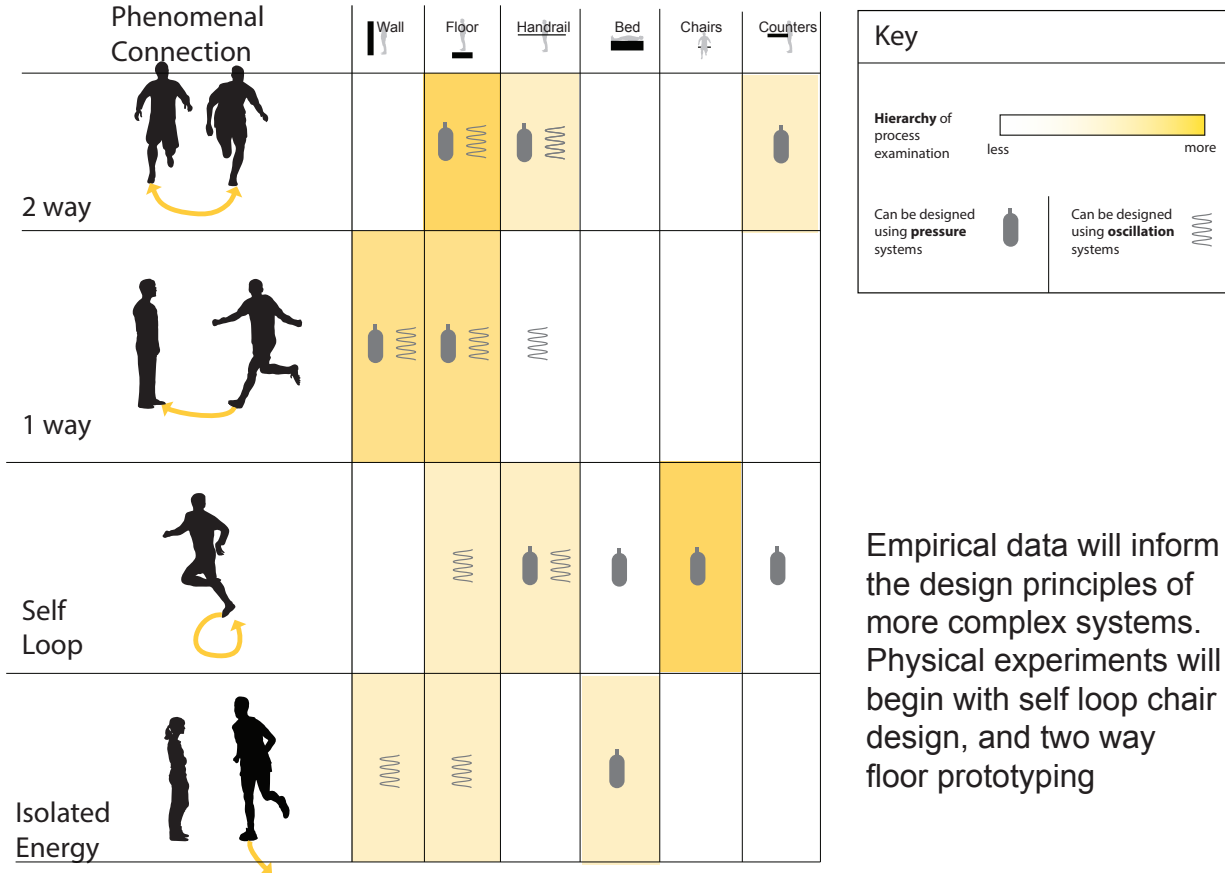 Phenomenal
Connection
Wall
Floor
Handrail
Bed
Chairs
Counters
2 way
1 way
Self
Loop
Isolated
Energy
Key
Hierarchy of
process
examination
less
more
Can be designed
using pressure
systems
Can be designed
using oscillation
systems
Empirical data will inform
the design principles of
more complex systems.
Physical experiments will
begin with self loop chair
design, and two way
floor prototyping